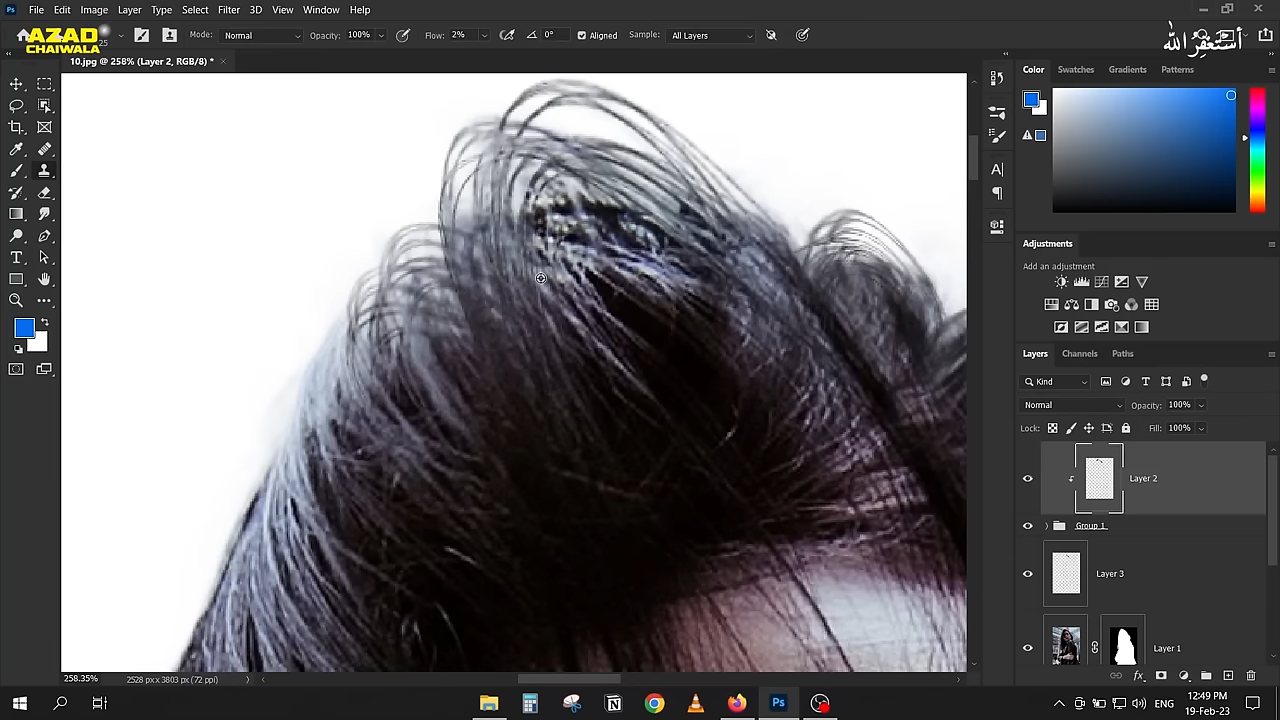 File Edit Image Layer Type Select Filter 3D View Window Help
AZAD
CHAIWALA
25
Mode: Normal Opacity: 100% Flow: 2% 0° Aligned Sample: All Layers
أستغفر الله
10.jpg @ 258% (Layer 2, RGB/8) *
Color Swatches Gradients Patterns
Adjustments
Add an adjustment
Layers Channels Paths
Kind
Normal Opacity: 100%
Lock: Fill: 100%
Layer 2
Group 1
Layer 3
Layer 1
258.35% 2528 px x 3803 px (72 ppi)
ENG
12:49 PM
19-Feb-23